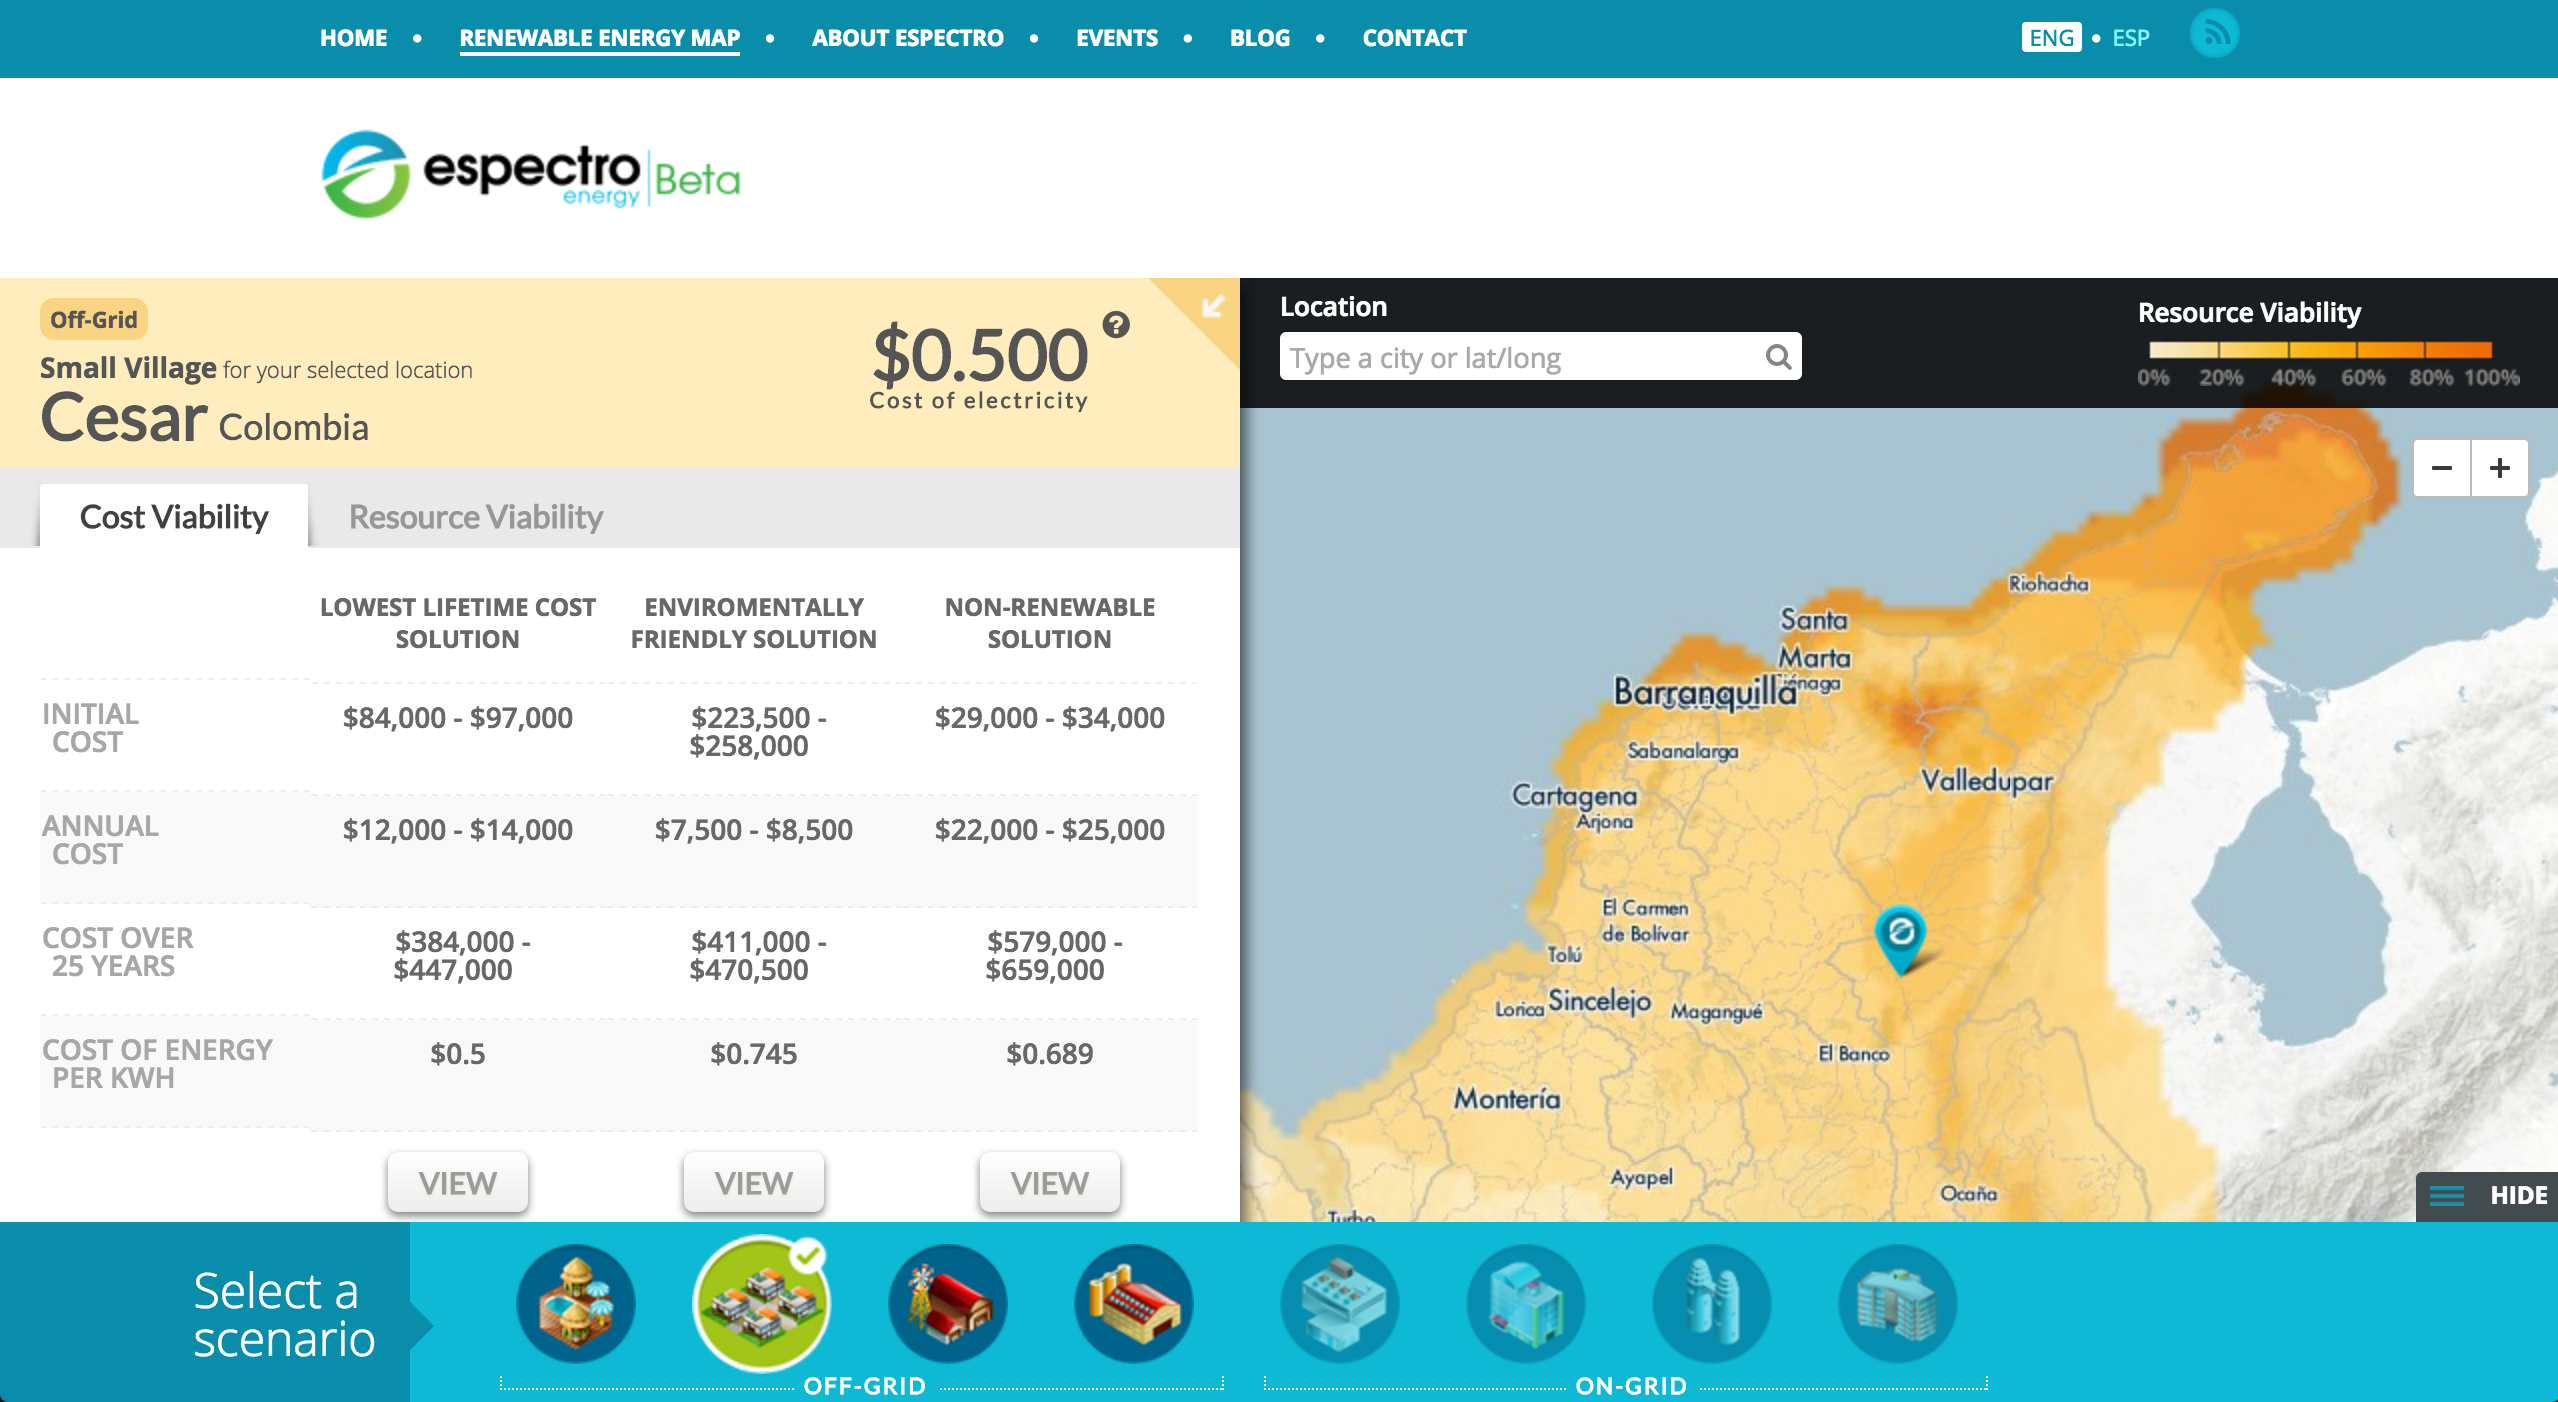 HOME • RENEWABLE ENERGY MAP • ABOUT ESPECTRO • EVENTS • BLOG • CONTACT
ENG • ESP
espectro
energy
Beta
Off-Grid
Small Village for your selected location
Cesar Colombia
$0.500
?
Cost of electricity
Cost Viability
Resource Viability
LOWEST LIFETIME COST
SOLUTION
ENVIROMENTALLY
FRIENDLY SOLUTION
NON-RENEWABLE
SOLUTION
INITIAL
COST
$84,000 - $97,000
$223,500 -
$258,000
$29,000 - $34,000
ANNUAL
COST
$12,000 - $14,000
$7,500 - $8,500
$22,000 - $25,000
COST OVER
25 YEARS
$384,000 -
$447,000
$411,000 -
$470,500
$579,000 -
$659,000
COST OF ENERGY
PER KWH
$0.5
$0.745
$0.689
VIEW
VIEW
VIEW
Location
Type a city or lat/long
Resource Viability
0% 20% 40% 60% 80% 100%
− +
Riohacha
Santa
Marta
Barranquilla
Sabanalarga
Valledupar
Cartagena
Arjona
El Carmen
de Bolívar
Tolú
Lorica
Sincelejo
Magangué
El Banco
Montería
Ayapel
Ocaña
HIDE
Select a
scenario
OFF-GRID
ON-GRID